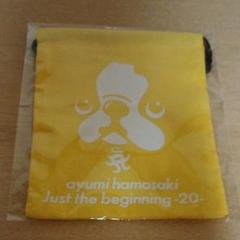 ayumi hamasaki
Just the beginning -20-